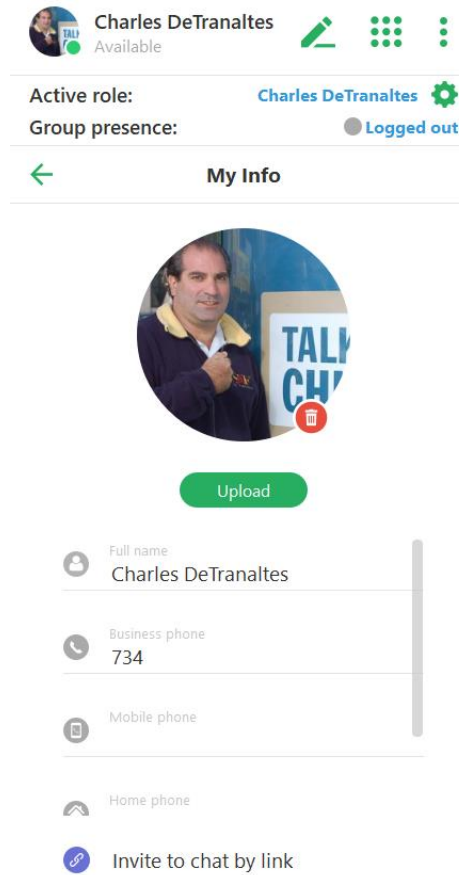 Charles DeTranaltes
Available
Active role: Charles DeTranaltes
Group presence: Logged out
My Info
TALK
Upload
Full name
Charles DeTranaltes
Business phone
734
Mobile phone
Home phone
Invite to chat by link